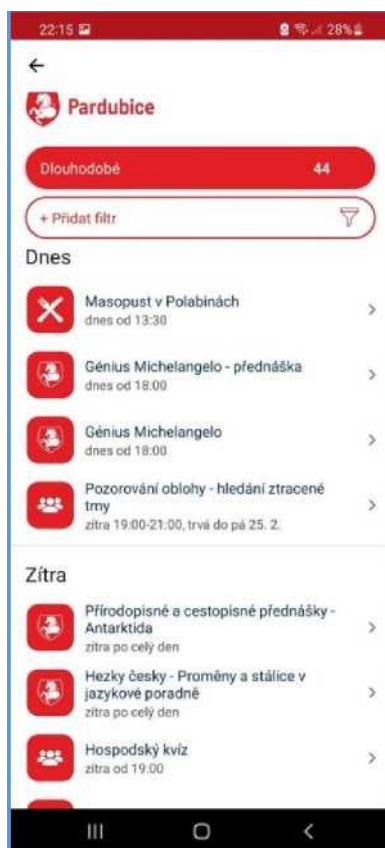 22:15 28%
Pardubice
Dlouhodobé 44
+ Přidat filtr
Dnes
Masopust v Polabinách
dnes od 13:30
Génius Michelangelo - přednáška
dnes od 18:00
Génius Michelangelo
dnes od 18:00
Pozorování oblohy - hledání ztracené
tmy
zítra 19:00-21:00, trvá do pá 25. 2.
Zítra
Přírodopisné a cestopisné přednášky -
Antarktida
zítra po celý den
Hezky česky - Proměny a stálice v
jazykové poradně
zítra po celý den
Hospodský kvíz
zítra od 19:00